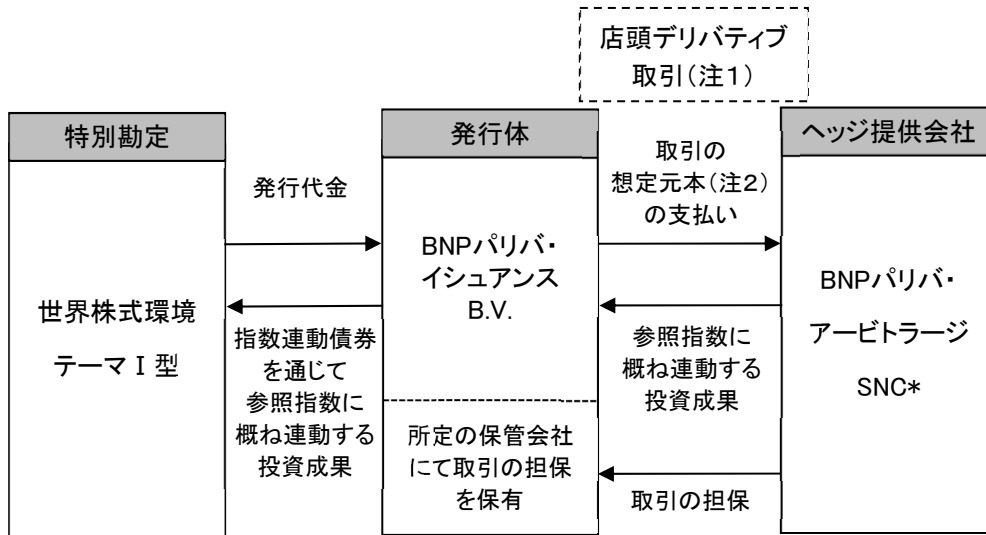 店頭デリバティブ
取引(注1)
特別勘定
発行体
ヘッジ提供会社
世界株式環境
テーマⅠ型
発行代金
指数連動債券
を通じて
参照指数に
概ね連動する
投資成果
BNPパリバ・
イシュアンス
B.V.
所定の保管会社
にて取引の担保
を保有
取引の
想定元本(注2)
の支払い
参照指数に
概ね連動する
投資成果
取引の担保
BNPパリバ・
アービトラージ
SNC*